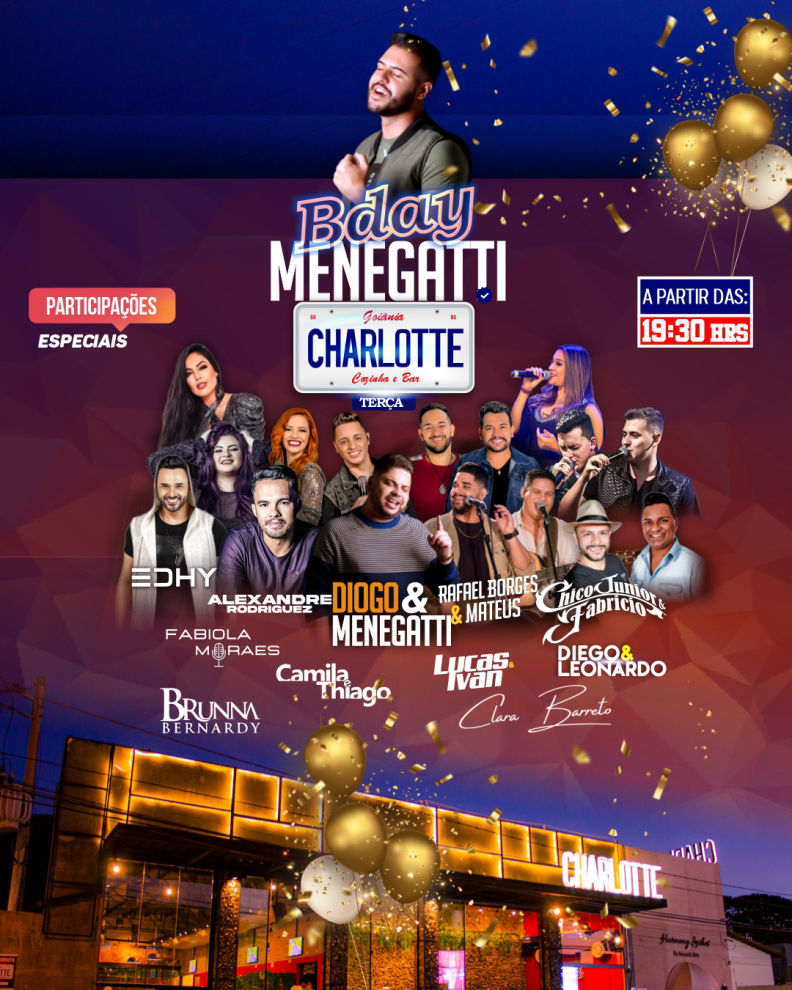 Bday
MENEGATTI
PARTICIPAÇÕES
ESPECIAIS
A PARTIR DAS:
19:30 HRS
Goiânia
CHARLOTTE
Cozinha e Bar
TERÇA
EDHY
ALEXANDRE
RODRIGUEZ
DIOGO &
MENEGATTI
RAFAEL BORGES
& MATEUS
Chico Junior &
Fabricio
FABIOLA
MORAES
Camila e
Thiago
Lucas &
Ivan
DIEGO &
LEONARDO
BRUNNA
BERNARDY
Clara Barreto
CHARLOTTE